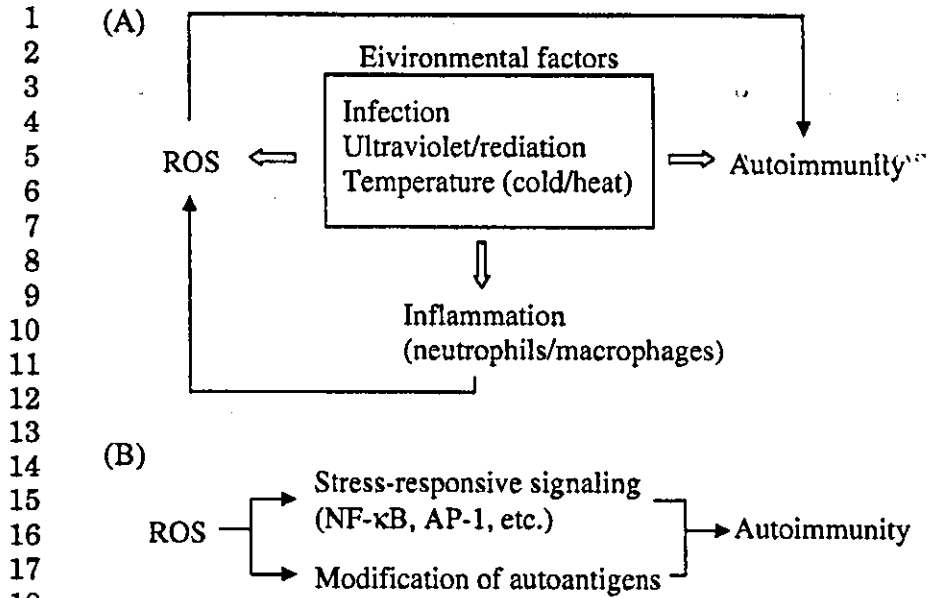 1
2
3
4
5
6
7
8
9
10
11
12
13
14
15
16
17
(A)
Eivironmental factors
Infection
Ultraviolet/rediation
Temperature (cold/heat)
ROS
Autoimmunity
Inflammation
(neutrophils/macrophages)
(B)
Stress-responsive signaling
(NF-κB, AP-1, etc.)
ROS
Autoimmunity
Modification of autoantigens